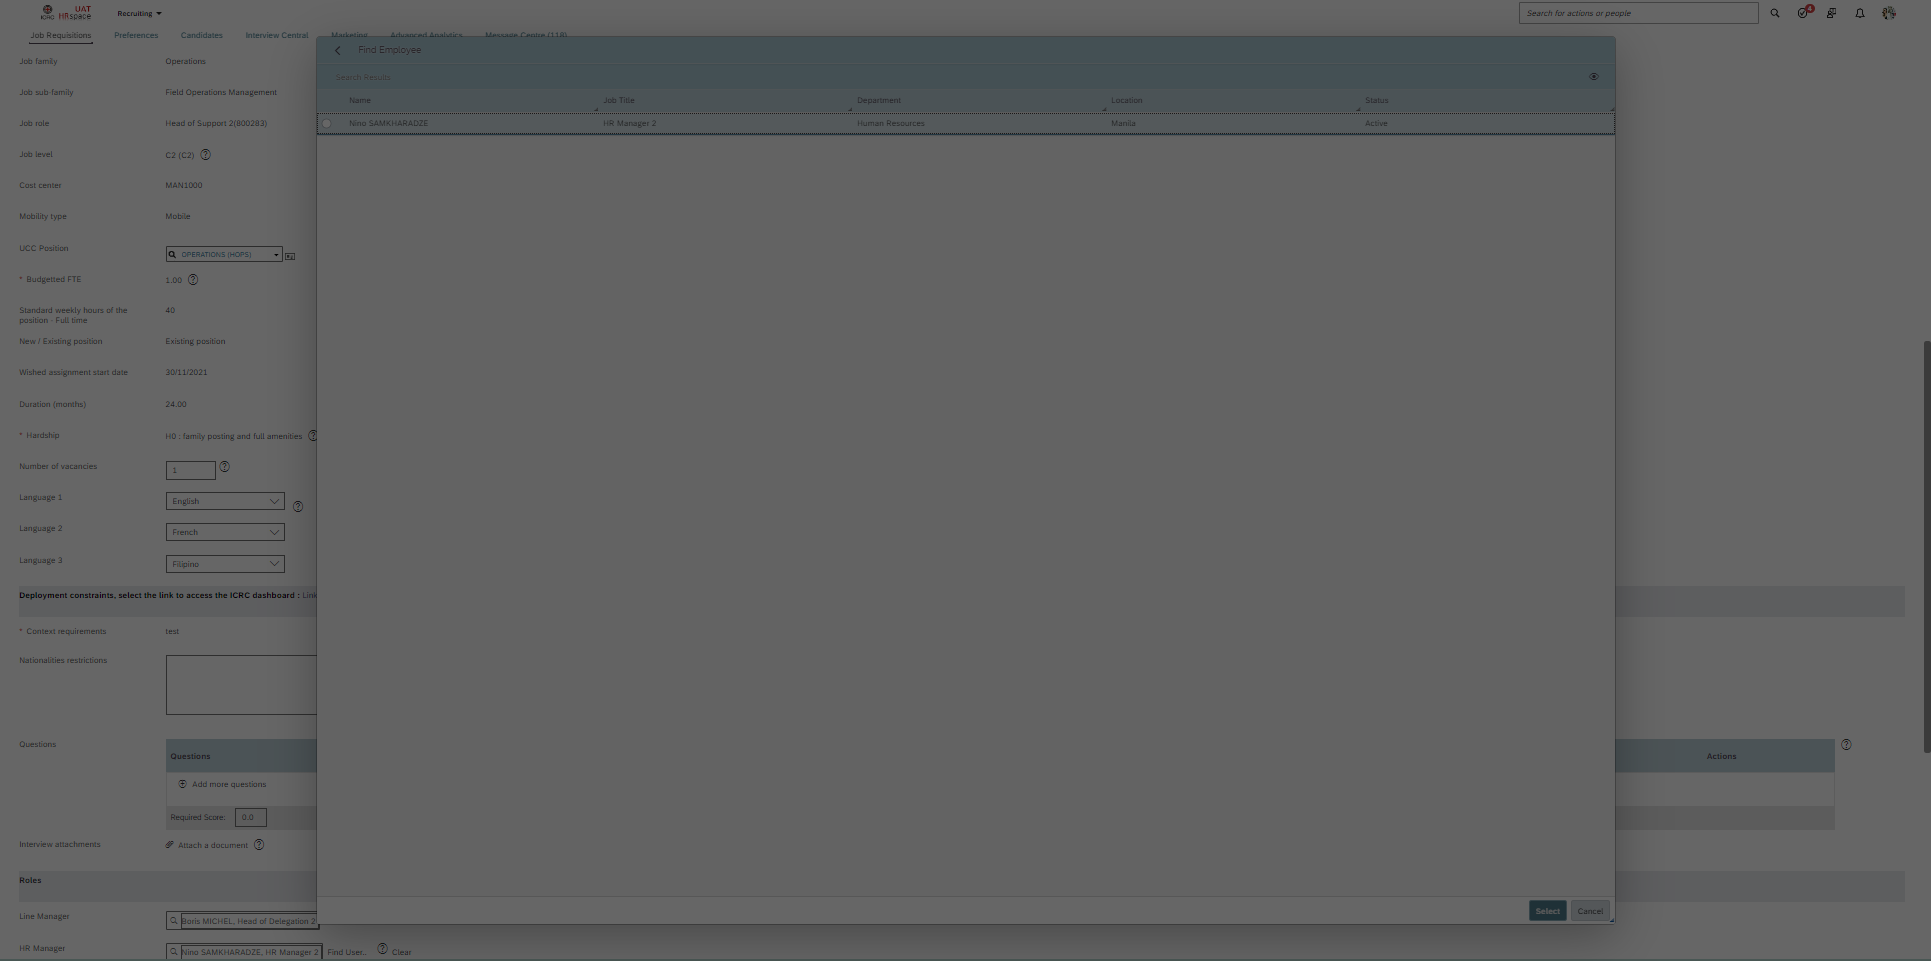 ICRC UAT HRspace
Recruiting
Search for actions or people
4
Job Requisitions
Preferences
Candidates
Interview Central
Marketing
Advanced Analytics
Message Centre (118)
Find Employee
Search Results
Name
Job Title
Department
Location
Status
Nino SAMKHARADZE
HR Manager 2
Human Resources
Manila
Active
Job family
Operations
Job sub family
Field Operations Management
Job role
Head of Support 2(800283)
Job level
C2 (C2)
Cost center
MAN1000
Mobility type
Mobile
UCC Position
OPERATIONS (HOPS)
* Budgetted FTE
1.00
Standard weekly hours of the
position - Full time
40
New / Existing position
Existing position
Wished assignment start date
30/11/2021
Duration (months)
24.00
* Hardship
H0 : family posting and full amenities
Number of vacancies
1
Language 1
English
Language 2
French
Language 3
Filipino
Deployment constraints, select the link to access the ICRC dashboard : Link
* Context requirements
test
Nationalities restrictions
Questions
Questions
Actions
Add more questions
Required Score:
0.0
Interview attachments
Attach a document
Roles
Select
Cancel
Line Manager
Boris MICHEL, Head of Delegation 2
HR Manager
Nino SAMKHARADZE, HR Manager 2
Find User..
Clear